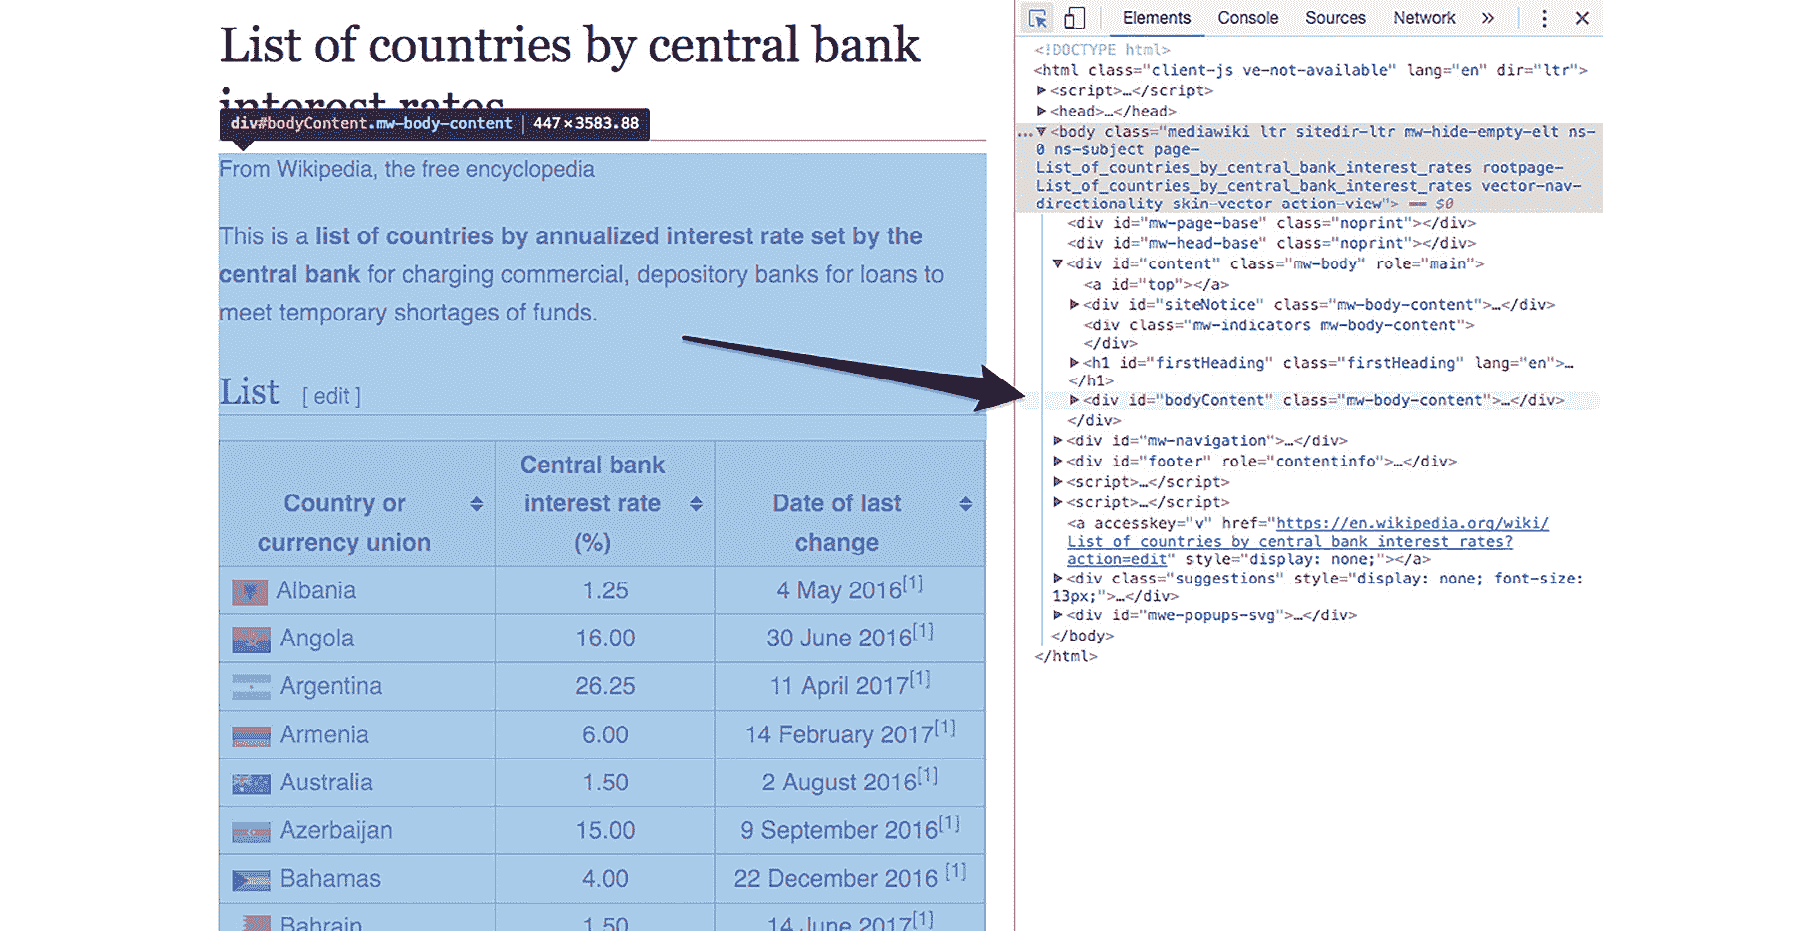 List of countries by central bank
interest rates
div#bodyContent.mw-body-content | 447×3583.88
From Wikipedia, the free encyclopedia
This is a list of countries by annualized interest rate set by the
central bank for charging commercial, depository banks for loans to
meet temporary shortages of funds.
List [ edit ]
Country or
currency union
Central bank
interest rate
(%)
Date of last
change
Albania 1.25 4 May 2016[1]
Angola 16.00 30 June 2016[1]
Argentina 26.25 11 April 2017[1]
Armenia 6.00 14 February 2017[1]
Australia 1.50 2 August 2016[1]
Azerbaijan 15.00 9 September 2016[1]
Bahamas 4.00 22 December 2016 [1]
Bahrain 1.50 14 June 2017[1]
Elements Console Sources Network »
<!DOCTYPE html>
<html class="client-js ve-not-available" lang="en" dir="ltr">
▶<script>…</script>
▶<head>…</head>
…▼<body class="mediawiki ltr sitedir-ltr mw-hide-empty-elt ns-
0 ns-subject page-
List_of_countries_by_central_bank_interest_rates rootpage-
List_of_countries_by_central_bank_interest_rates vector-nav-
directionality skin-vector action-view"> == $0
<div id="mw-page-base" class="noprint"></div>
<div id="mw-head-base" class="noprint"></div>
▼<div id="content" class="mw-body" role="main">
<a id="top"></a>
▶<div id="siteNotice" class="mw-body-content">…</div>
<div class="mw-indicators mw-body-content">
</div>
▶<h1 id="firstHeading" class="firstHeading" lang="en">…
</h1>
▶<div id="bodyContent" class="mw-body-content">…</div>
</div>
▶<div id="mw-navigation">…</div>
▶<div id="footer" role="contentinfo">…</div>
▶<script>…</script>
▶<script>…</script>
<a accesskey="v" href="https://en.wikipedia.org/wiki/
List_of_countries_by_central_bank_interest_rates?
action=edit" style="display: none;"></a>
▶<div class="suggestions" style="display: none; font-size:
13px;">…</div>
▶<div id="mwe-popups-svg">…</div>
</body>
</html>